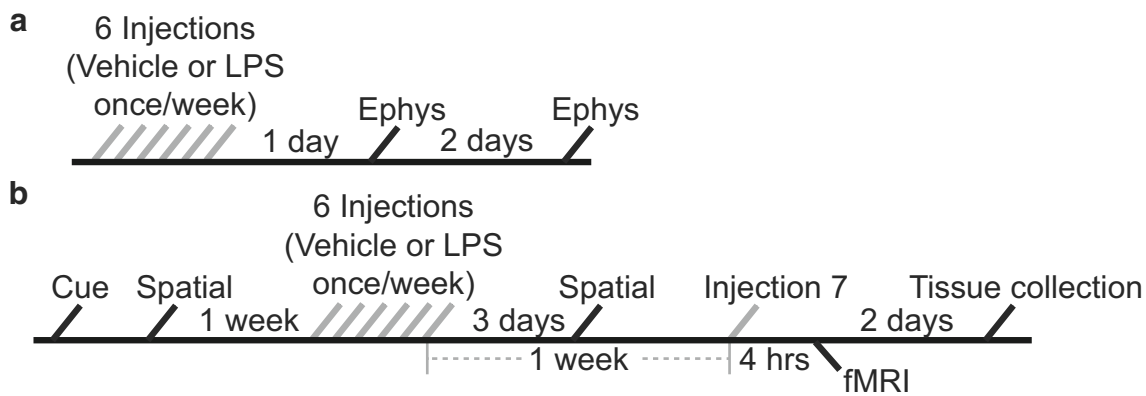 a
6 Injections
(Vehicle or LPS
once/week)
1 day
Ephys
2 days
Ephys
b
6 Injections
(Vehicle or LPS
once/week)
Cue
Spatial
1 week
3 days
Spatial
Injection 7
2 days
Tissue collection
1 week
4 hrs
fMRI